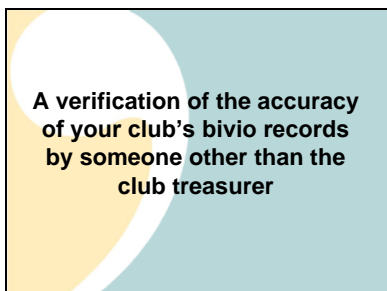 A verification of the accuracy
of your club's bivio records
by someone other than the
club treasurer